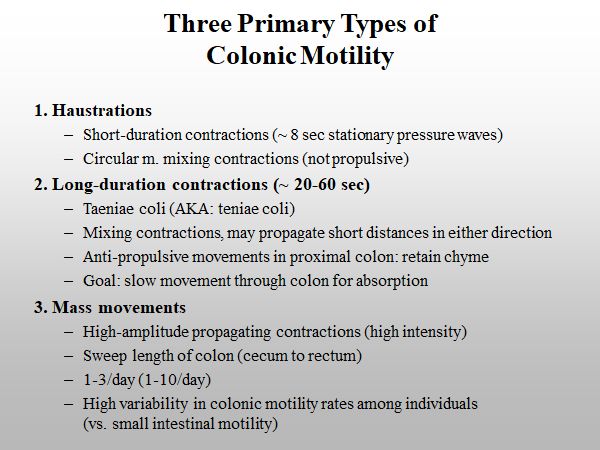 Three Primary Types of
Colonic Motility
1. Haustrations
– Short-duration contractions (~ 8 sec stationary pressure waves)
– Circular m. mixing contractions (not propulsive)
2. Long-duration contractions (~ 20-60 sec)
– Taeniae coli (AKA: teniae coli)
– Mixing contractions, may propagate short distances in either direction
– Anti-propulsive movements in proximal colon: retain chyme
– Goal: slow movement through colon for absorption
3. Mass movements
– High-amplitude propagating contractions (high intensity)
– Sweep length of colon (cecum to rectum)
– 1-3/day (1-10/day)
– High variability in colonic motility rates among individuals
(vs. small intestinal motility)